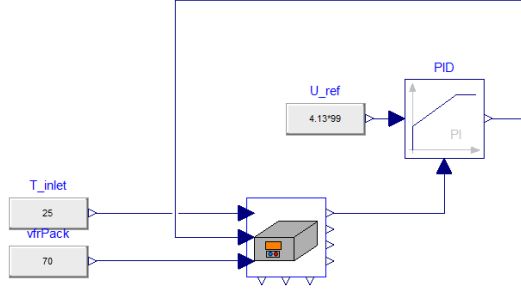 PID
U_ref
4.13*99
PI
T_inlet
25
vfrPack
70